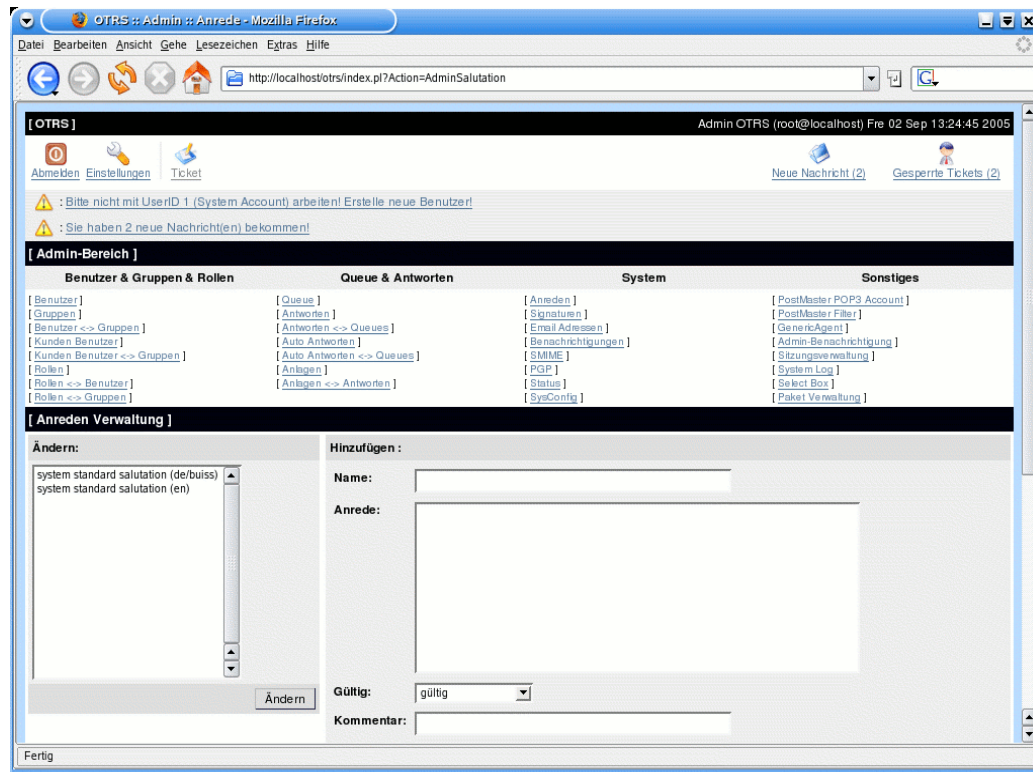 OTRS :: Admin :: Anrede - Mozilla Firefox
Datei Bearbeiten Ansicht Gehe Lesezeichen Extras Hilfe
http://localhost/otrs/index.pl?Action=AdminSalutation
[ OTRS ] Admin OTRS (root@localhost) Fre 02 Sep 13:24:45 2005
Abmelden Einstellungen Ticket Neue Nachricht (2) Gesperrte Tickets (2)
: Bitte nicht mit UserID 1 (System Account) arbeiten! Erstelle neue Benutzer!
: Sie haben 2 neue Nachricht(en) bekommen!
[ Admin-Bereich ]
Benutzer & Gruppen & Rollen Queue & Antworten System Sonstiges
[ Benutzer ] [ Queue ] [ Anreden ] [ PostMaster POP3 Account ]
[ Gruppen ] [ Antworten ] [ Signaturen ] [ PostMaster Filter ]
[ Benutzer <-> Gruppen ] [ Antworten <-> Queues ] [ Email Adressen ] [ GenericAgent ]
[ Kunden Benutzer ] [ Auto Antworten ] [ Benachrichtigungen ] [ Admin-Benachrichtigung ]
[ Kunden Benutzer <-> Gruppen ] [ Auto Antworten <-> Queues ] [ SMIME ] [ Sitzungsverwaltung ]
[ Rollen ] [ Anlagen ] [ PGP ] [ System Log ]
[ Rollen <-> Benutzer ] [ Anlagen <-> Antworten ] [ Status ] [ Select Box ]
[ Rollen <-> Gruppen ] [ SysConfig ] [ Paket Verwaltung ]
[ Anreden Verwaltung ]
Ändern: Hinzufügen :
system standard salutation (de/buiss)
system standard salutation (en)
Name:
Anrede:
Ändern
Gültig: gültig
Kommentar:
Fertig